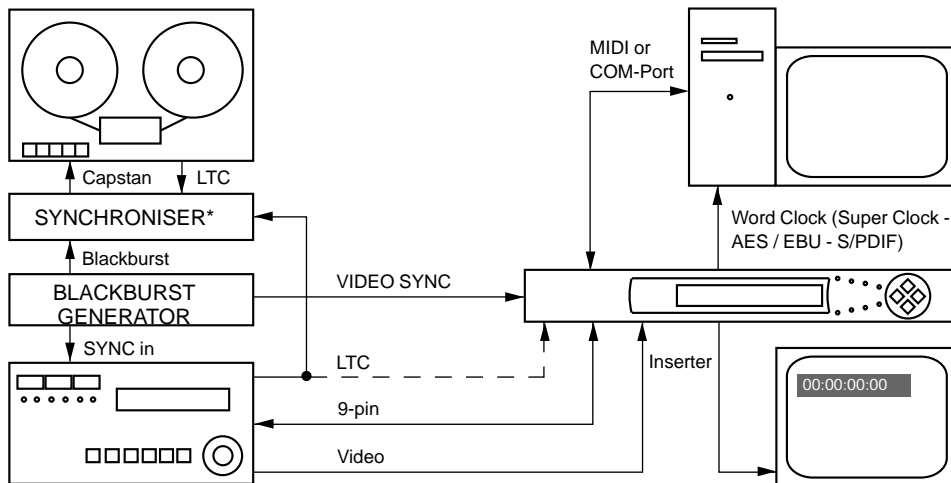 MIDI or
COM-Port
Capstan
LTC
SYNCHRONISER*
Word Clock (Super Clock -
AES / EBU - S/PDIF)
Blackburst
BLACKBURST
GENERATOR
VIDEO SYNC
SYNC in
LTC
Inserter
00:00:00:00
9-pin
Video